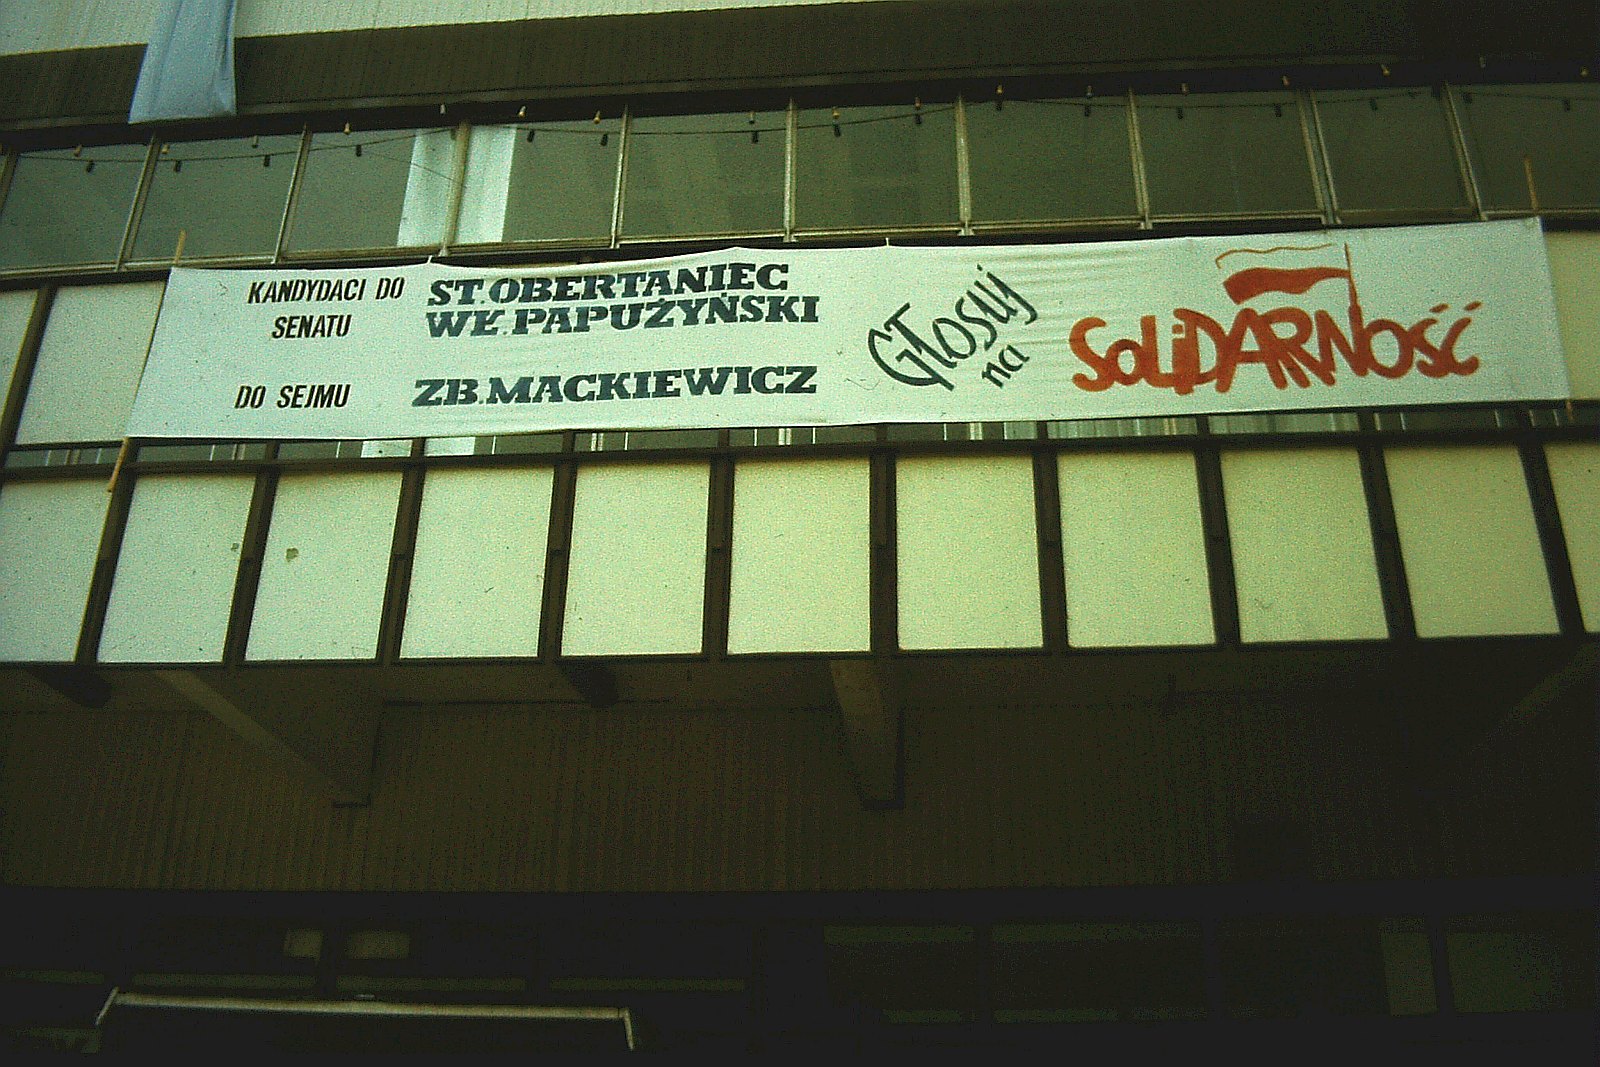 KANDYDACI DO
SENATU
ST. OBERTANIEC
WŁ. PAPUŻYŃSKI
DO SEJMU
ZB. MACKIEWICZ
Głosuj
na
SOLiDARNOŚĆ